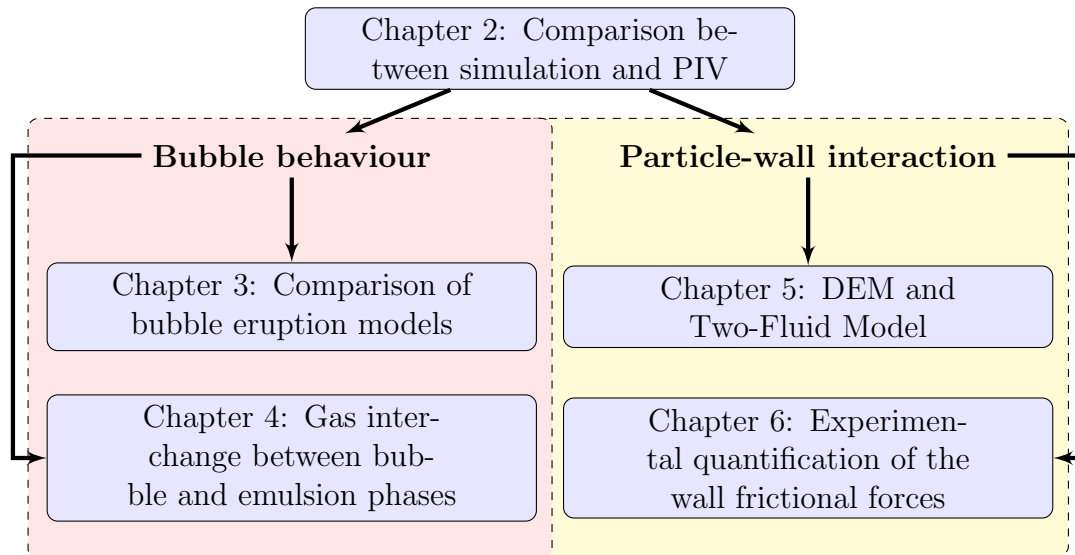 Chapter 2: Comparison be-
tween simulation and PIV
Bubble behaviour
Particle-wall interaction
Chapter 3: Comparison of
bubble eruption models
Chapter 5: DEM and
Two-Fluid Model
Chapter 4: Gas inter-
change between bub-
ble and emulsion phases
Chapter 6: Experimen-
tal quantification of the
wall frictional forces